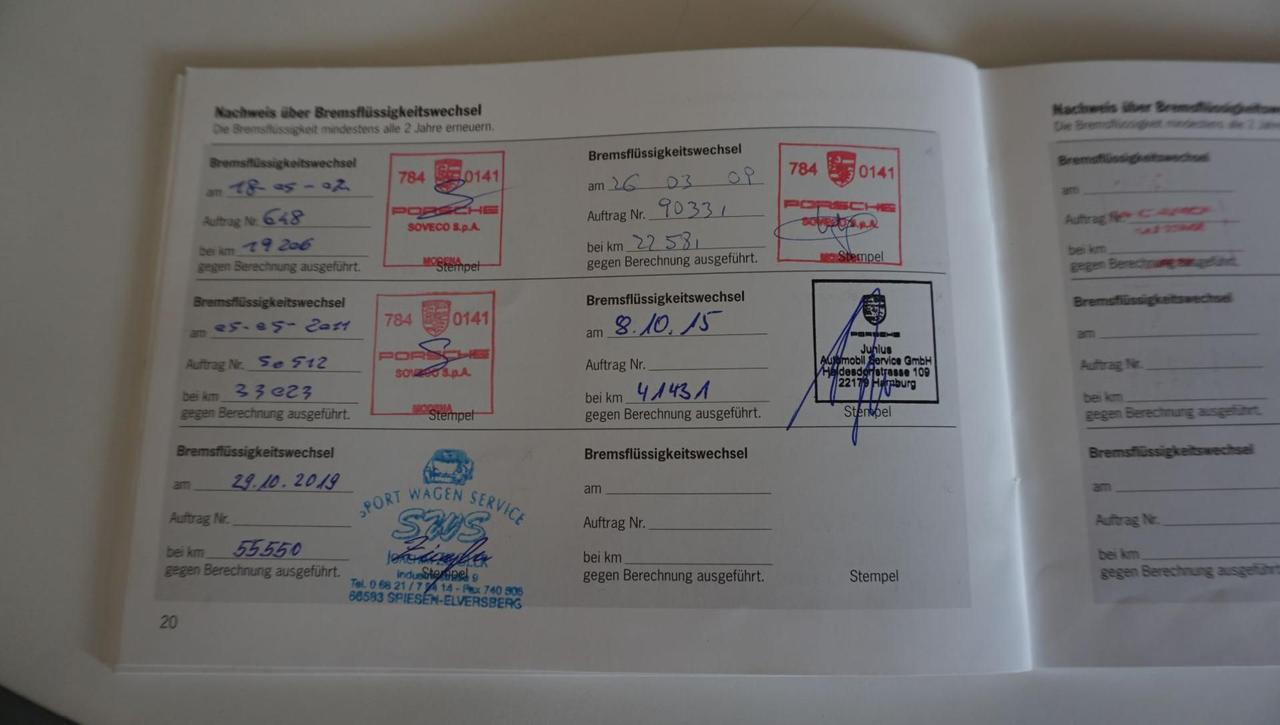 Nachweis über Bremsflüssigkeitswechsel
Die Bremsflüssigkeit mindestens alle 2 Jahre erneuern.
Bremsflüssigkeitswechsel
am 18-05-02
Auftrag Nr. 648
bei km 19206
gegen Berechnung ausgeführt.
784 0141
PORSCHE
SOVECO S.p.A.
MODENA
Stempel
Bremsflüssigkeitswechsel
am 26 03 09
Auftrag Nr. 90331
bei km 22581
gegen Berechnung ausgeführt.
784 0141
PORSCHE
SOVECO S.p.A.
Stempel
Bremsflüssigkeitswechsel
am 05-05-2011
Auftrag Nr. 50512
bei km 33023
gegen Berechnung ausgeführt.
784 0141
PORSCHE
SOVECO S.p.A.
MODENA
Stempel
Bremsflüssigkeitswechsel
am 8.10.15
Auftrag Nr.
bei km 41431
gegen Berechnung ausgeführt.
PORSCHE
Junius
Automobil Service GmbH
Heidesdorfstrasse 109
22179 Hamburg
Stempel
Bremsflüssigkeitswechsel
am 29.10.2019
Auftrag Nr.
bei km 55550
gegen Berechnung ausgeführt.
SPORT WAGEN SERVICE
SWS
Industriestraße 9
Stempel
66583 SPIESEN-ELVERSBERG
Bremsflüssigkeitswechsel
am
Auftrag Nr.
bei km
gegen Berechnung ausgeführt.
Stempel
20
Nachweis über
Die Bremsflüssigkeit mindestens alle 2
Bremsflüssigkeitswechsel
am
Auftrag Nr.
bei km
gegen Berechnung ausgeführt.
Bremsflüssigkeitswechsel
am
Auftrag Nr.
bei km
gegen Berechnung ausgeführt.
Bremsflüssigkeitswechsel
am
Auftrag Nr.
bei km
gegen Berechnung